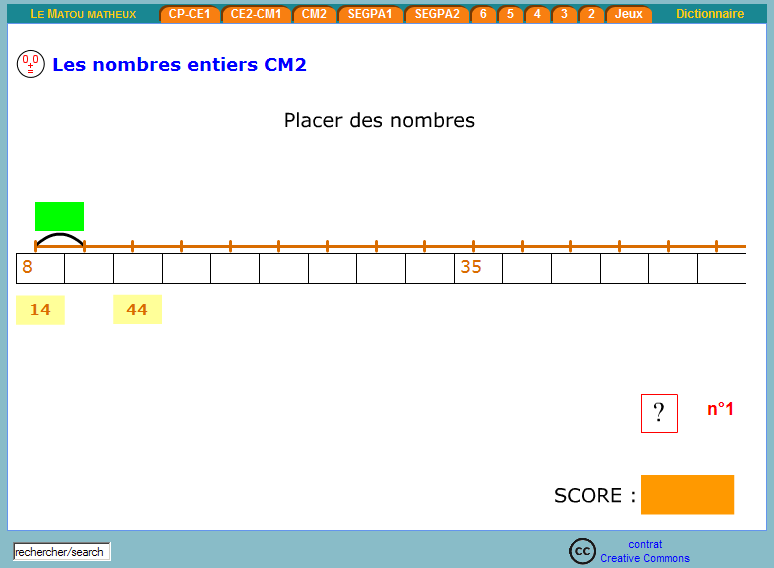 LE MATOU MATHEUX CP-CE1 CE2-CM1 CM2 SEGPA1 SEGPA2 6 5 4 3 2 Jeux Dictionnaire
Les nombres entiers CM2
Placer des nombres
8 35
14 44
? n°1
SCORE :
rechercher/search
cc contrat
Creative Commons